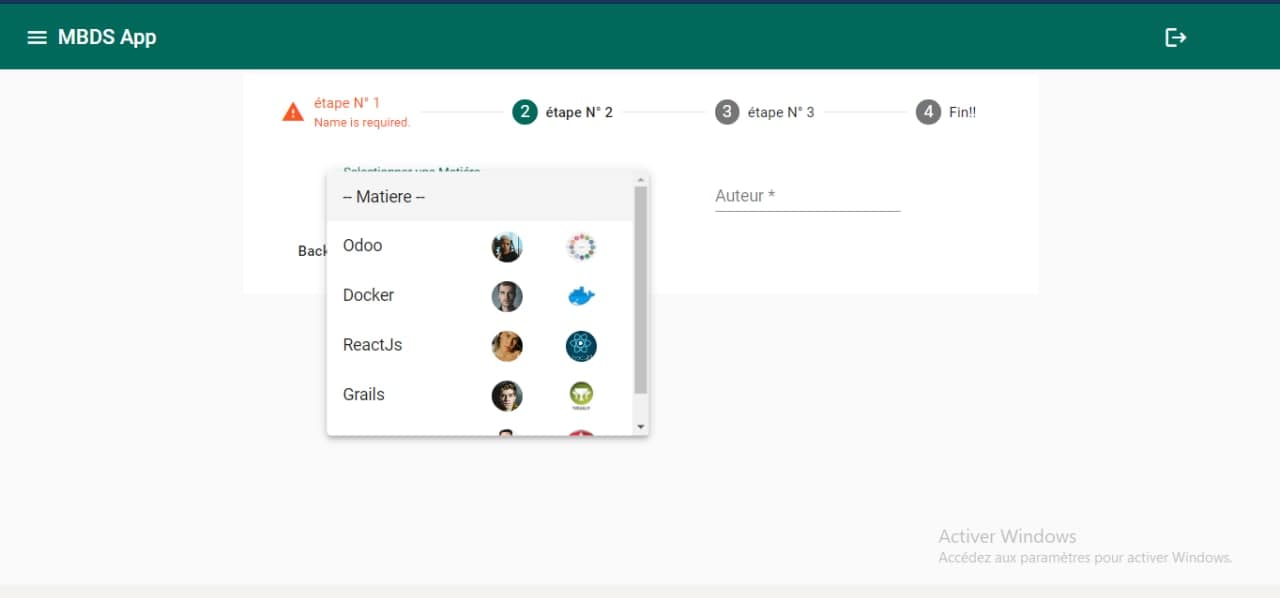 MBDS App
étape N° 1
Name is required.
2 étape N° 2
3 étape N° 3
4 Fin!!
Selectionner une Matiére
-- Matiere --
Auteur *
Odoo
Back
Docker
ReactJs
Grails
Activer Windows
Accédez aux paramètres pour activer Windows.